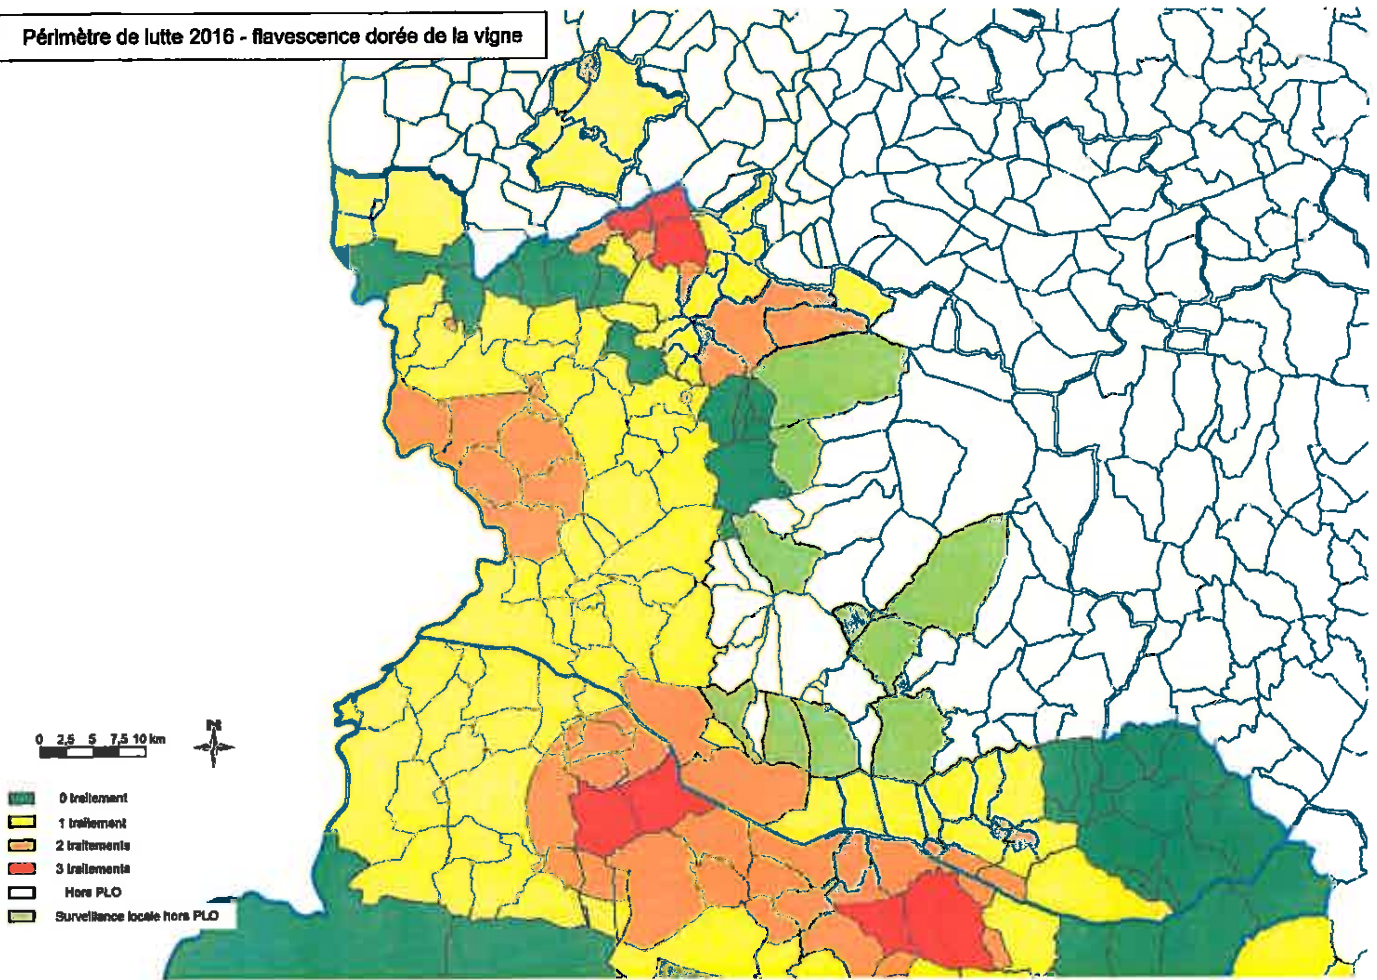 Périmètre de lutte 2016 - flavescence dorée de la vigne
N
0 2,5 5 7,5 10 km
0 traitement
1 traitement
2 traitements
3 traitements
Hors PLO
Surveillance locale hors PLO